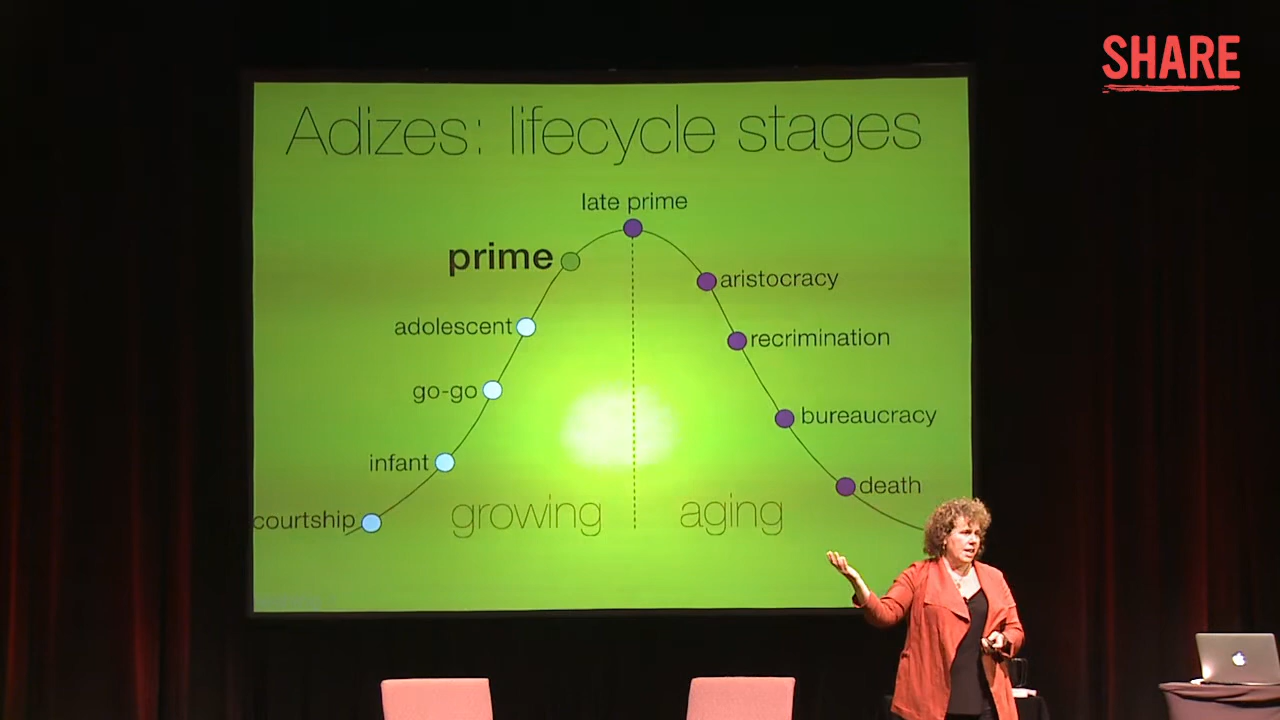 SHARE
Adizes: lifecycle stages
late prime
prime
aristocracy
adolescent
recrimination
go-go
bureaucracy
infant
death
courtship
growing
aging